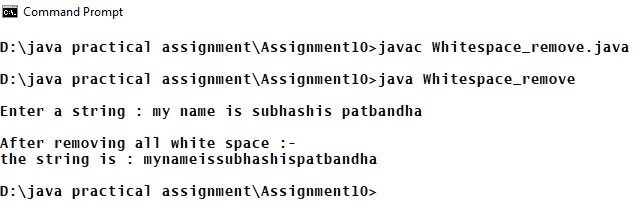 Command Prompt
D:\java practical assignment\Assignment10>javac Whitespace_remove.java
D:\java practical assignment\Assignment10>java Whitespace_remove
Enter a string : my name is subhashis patbandha
After removing all white space :-
the string is : mynameissubhashispatbandha
D:\java practical assignment\Assignment10>